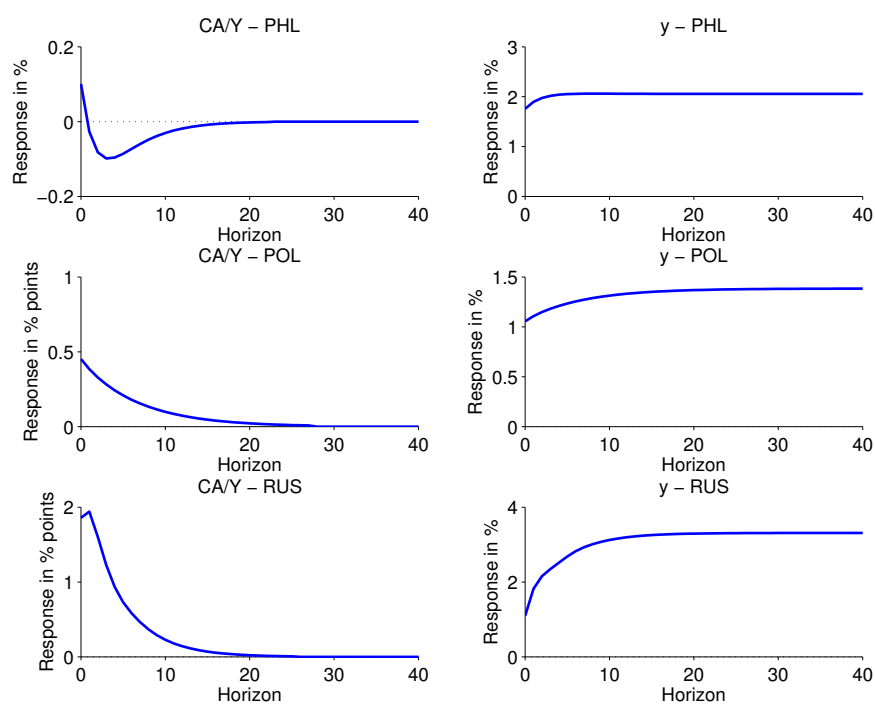 CA/Y − PHL
Response in %
0.2
0
−0.2
0
10
20
30
40
Horizon
y − PHL
Response in %
3
2
1
0
0
10
20
30
40
Horizon
CA/Y − POL
Response in % points
1
0.5
0
0
10
20
30
40
Horizon
y − POL
Response in %
1.5
1
0.5
0
0
10
20
30
40
Horizon
CA/Y − RUS
Response in % points
2
1
0
0
10
20
30
40
Horizon
y − RUS
Response in %
4
2
0
0
10
20
30
40
Horizon